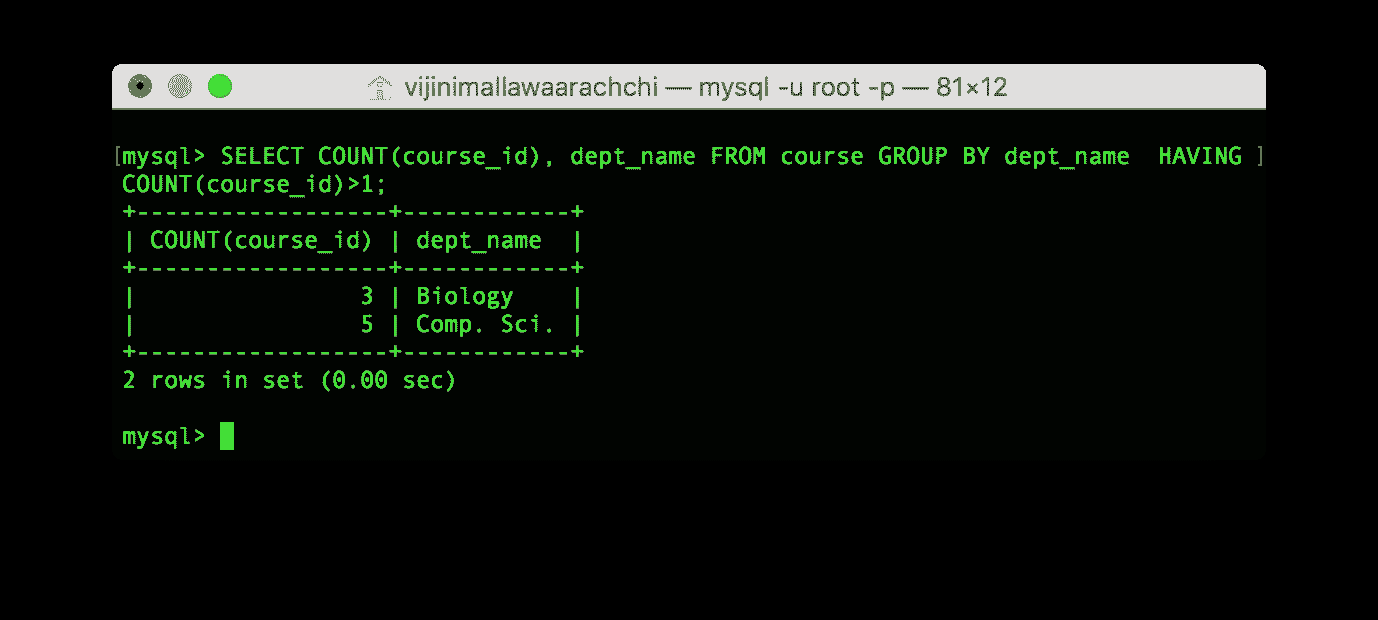 vijinimallawaarachchi — mysql -u root -p — 81×12
[mysql> SELECT COUNT(course_id), dept_name FROM course GROUP BY dept_name  HAVING ]
COUNT(course_id)>1;
+------------------+------------+
| COUNT(course_id) | dept_name  |
+------------------+------------+
|                3 | Biology    |
|                5 | Comp. Sci. |
+------------------+------------+
2 rows in set (0.00 sec)
mysql>